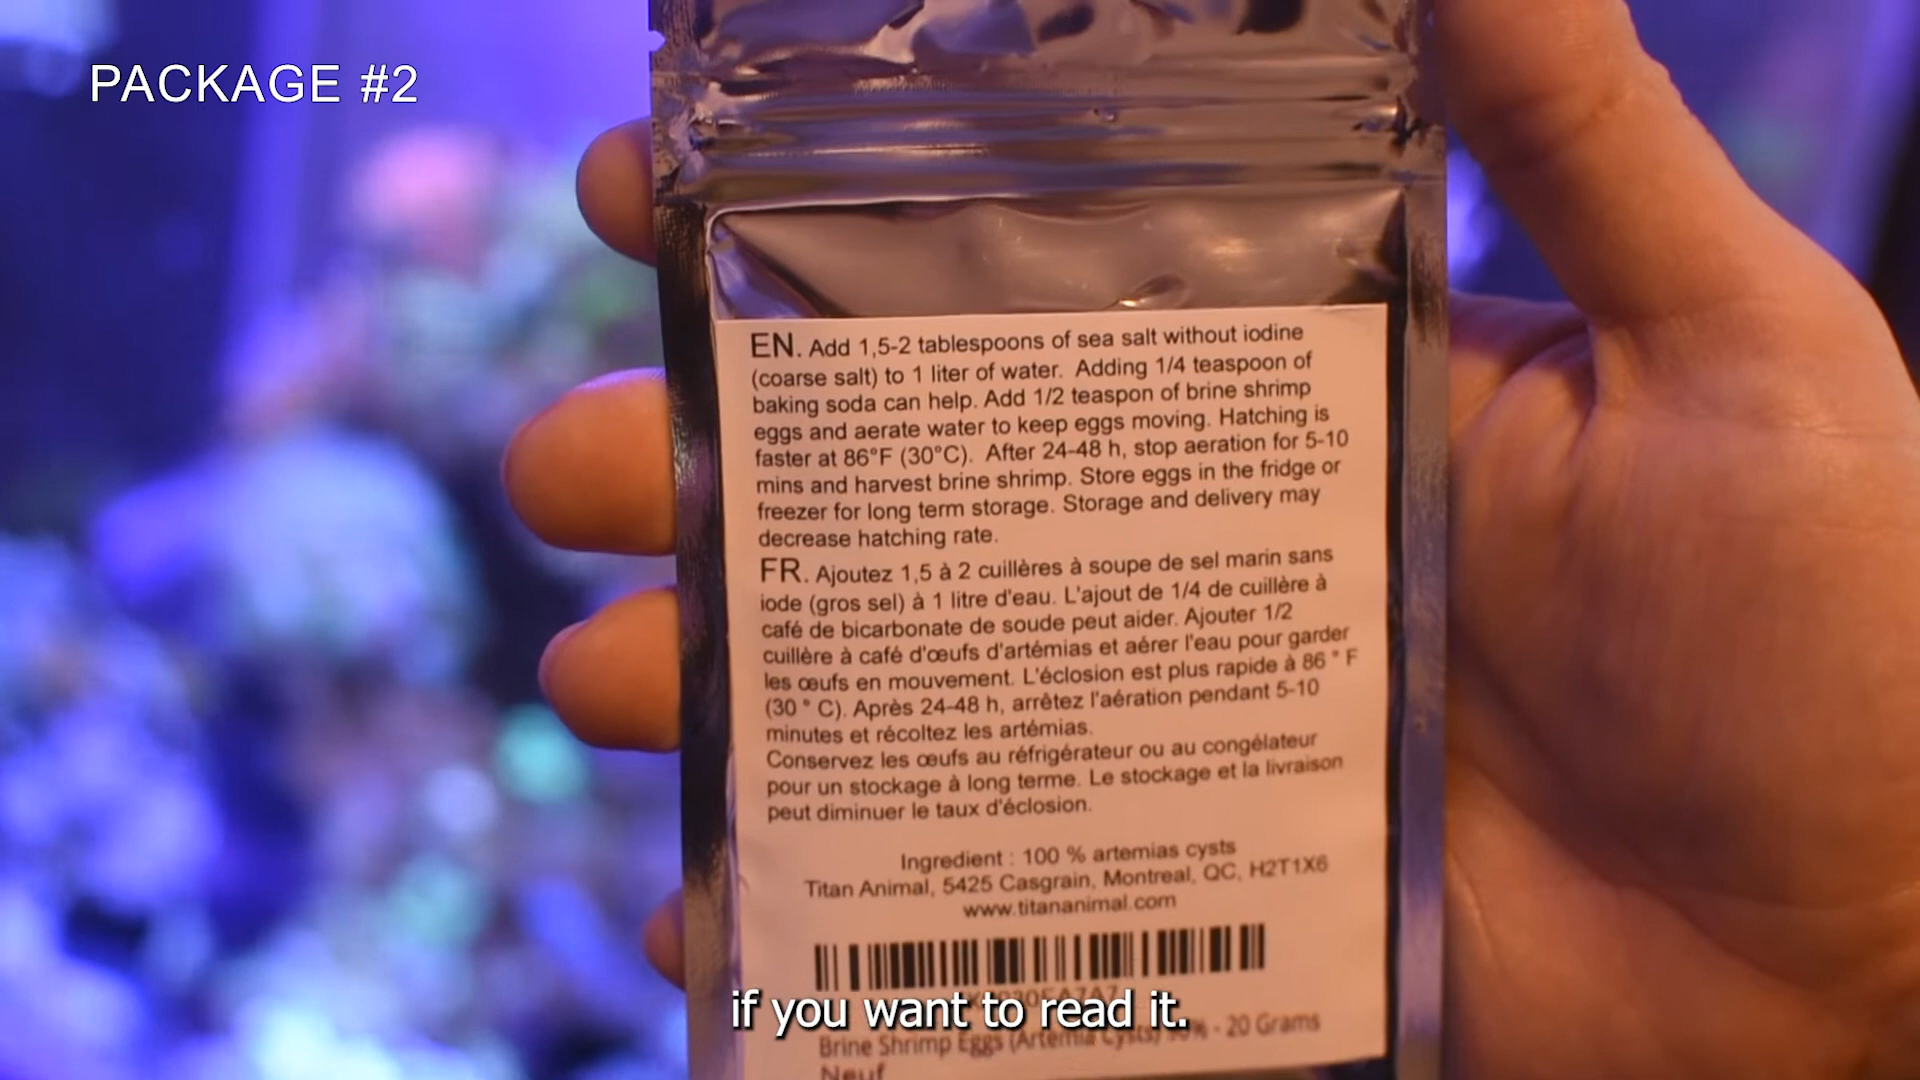 PACKAGE #2
EN. Add 1,5-2 tablespoons of sea salt without iodine
(coarse salt) to 1 liter of water. Adding 1/4 teaspoon of
baking soda can help. Add 1/2 teaspon of brine shrimp
eggs and aerate water to keep eggs moving. Hatching is
faster at 86°F (30°C). After 24-48 h, stop aeration for 5-10
mins and harvest brine shrimp. Store eggs in the fridge or
freezer for long term storage. Storage and delivery may
decrease hatching rate.
FR. Ajoutez 1,5 à 2 cuillères à soupe de sel marin sans
iode (gros sel) à 1 litre d'eau. L'ajout de 1/4 de cuillère à
café de bicarbonate de soude peut aider. Ajouter 1/2
cuillère à café d'œufs d'artémias et aérer l'eau pour garder
les œufs en mouvement. L'éclosion est plus rapide à 86 ° F
(30 ° C). Après 24-48 h, arrêtez l'aération pendant 5-10
minutes et récoltez les artémias.
Conservez les œufs au réfrigérateur ou au congélateur
pour un stockage à long terme. Le stockage et la livraison
peut diminuer le taux d'éclosion.
Ingredient : 100 % artemias cysts
Titan Animal, 5425 Casgrain, Montreal, QC, H2T1X6
www.titananimal.com
if you want to read it.
Brine Shrimp Eggs (Artemia Cysts) - 20 Grams
Neuf